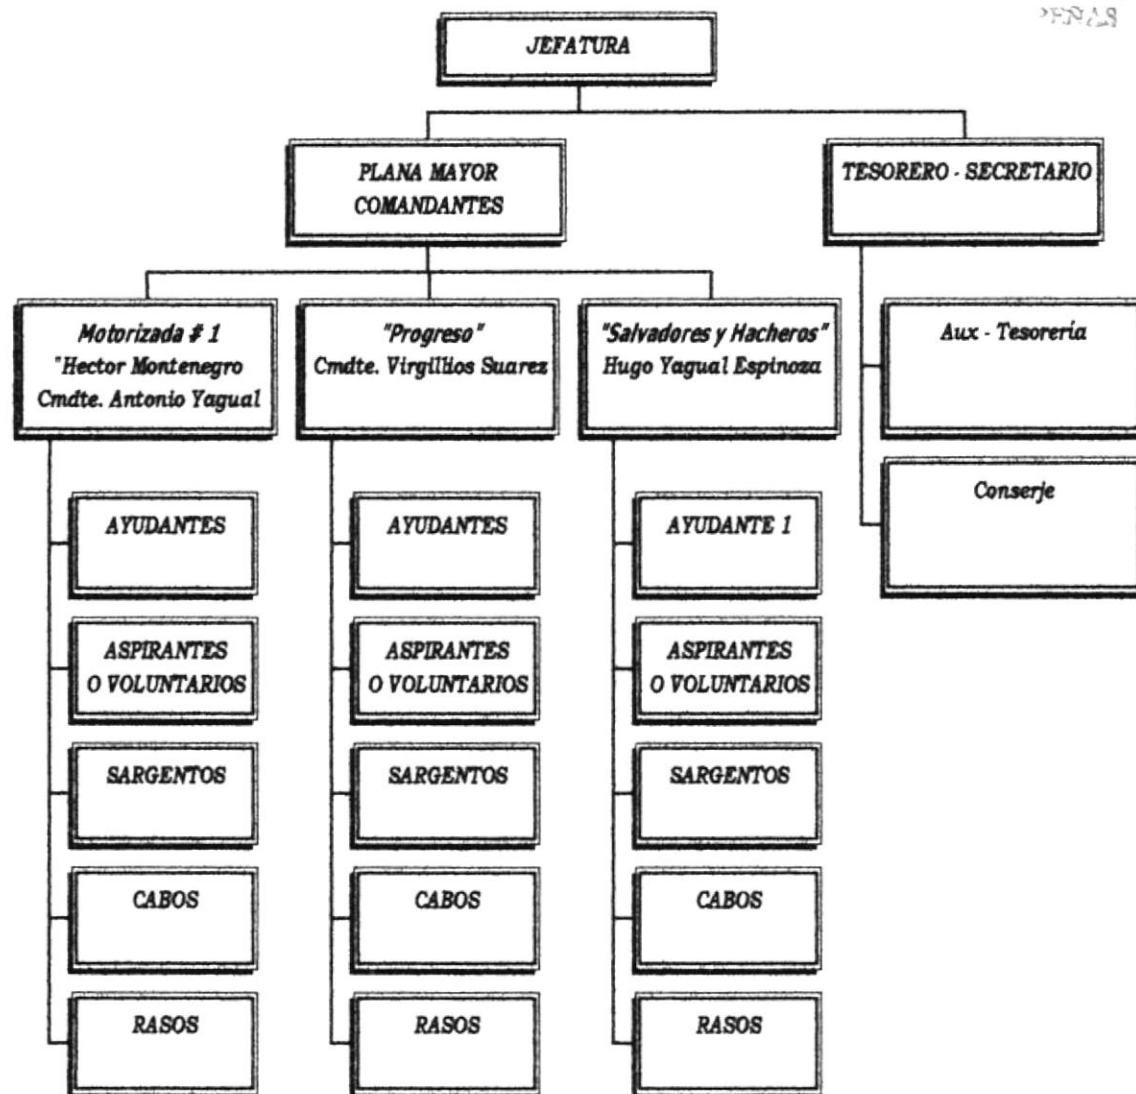 JEFATURA
PLANA MAYOR
COMANDANTES
TESORERO - SECRETARIO
Motorizada # 1
"Hector Montenegro
Cmdte. Antonio Yagual
"Progreso"
Cmdte. Virgilios Suarez
"Salvadores y Hacheros"
Hugo Yagual Espinoza
Aux - Tesorería
Conserje
AYUDANTES
ASPIRANTES
O VOLUNTARIOS
SARGENTOS
CABOS
RASOS
AYUDANTES
ASPIRANTES
O VOLUNTARIOS
SARGENTOS
CABOS
RASOS
AYUDANTE 1
ASPIRANTES
O VOLUNTARIOS
SARGENTOS
CABOS
RASOS